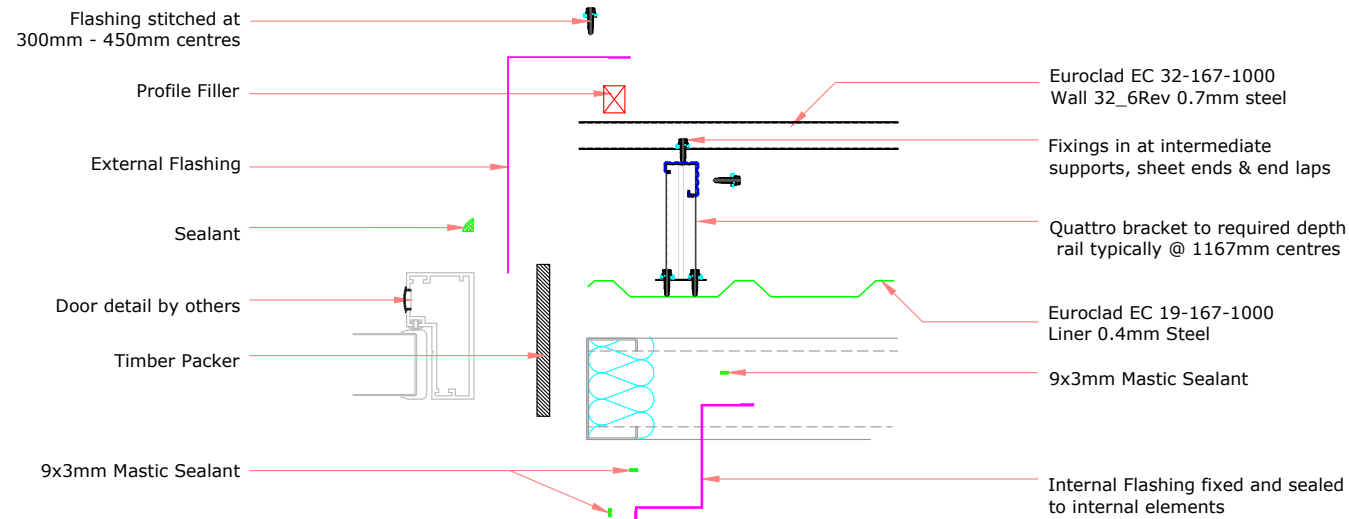 Flashing stitched at
300mm - 450mm centres
Profile Filler
External Flashing
Sealant
Door detail by others
Timber Packer
9x3mm Mastic Sealant
Euroclad EC 32-167-1000
Wall 32_6Rev 0.7mm steel
Fixings in at intermediate
supports, sheet ends & end laps
Quattro bracket to required depth
rail typically @ 1167mm centres
Euroclad EC 19-167-1000
Liner 0.4mm Steel
9x3mm Mastic Sealant
Internal Flashing fixed and sealed
to internal elements